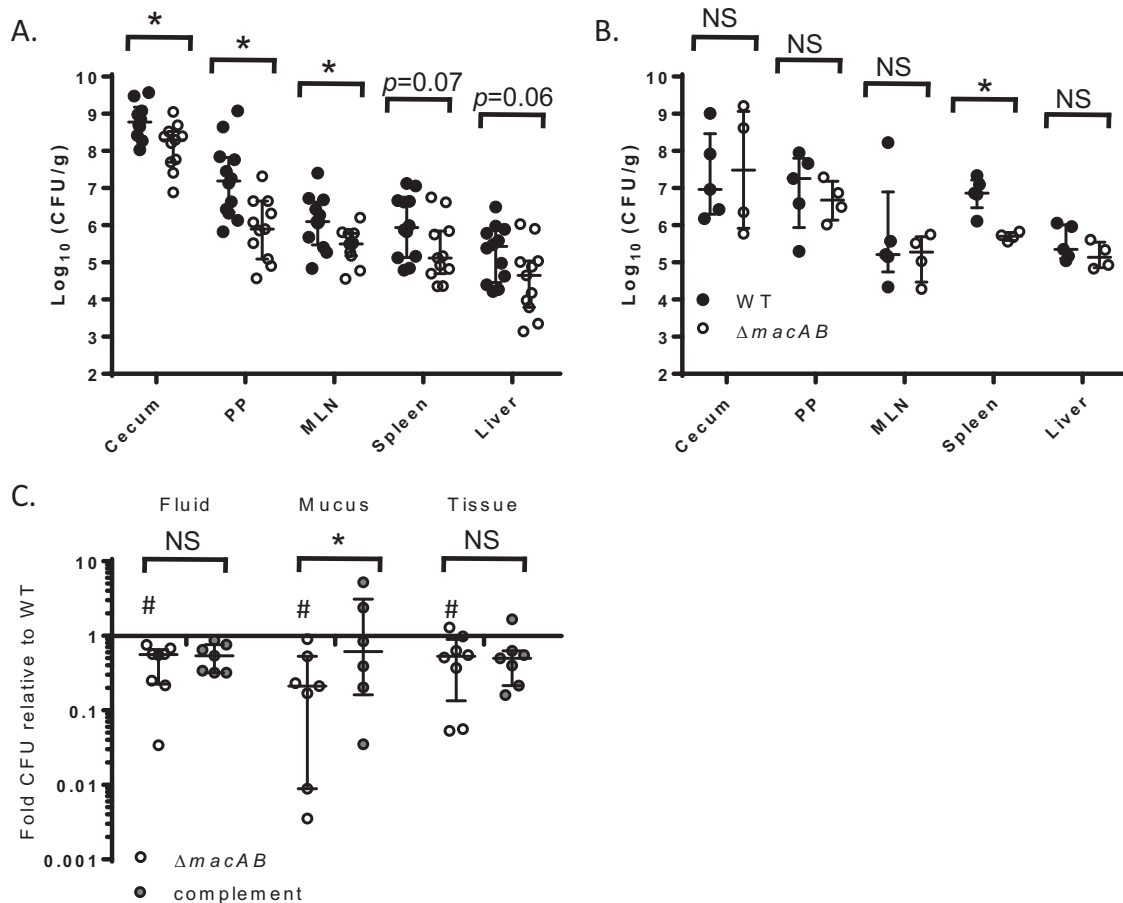 A.
* * * p=0.07 p=0.06
Log10 (CFU/g)
10
9
8
7
6
5
4
3
2
Cecum PP MLN Spleen Liver
B.
NS NS NS * NS
Log10 (CFU/g)
10
9
8
7
6
5
4
3
2
WT
ΔmacAB
Cecum PP MLN Spleen Liver
C.
Fluid Mucus Tissue
NS * NS
# # #
Fold CFU relative to WT
10
1
0.1
0.01
0.001
ΔmacAB
complement